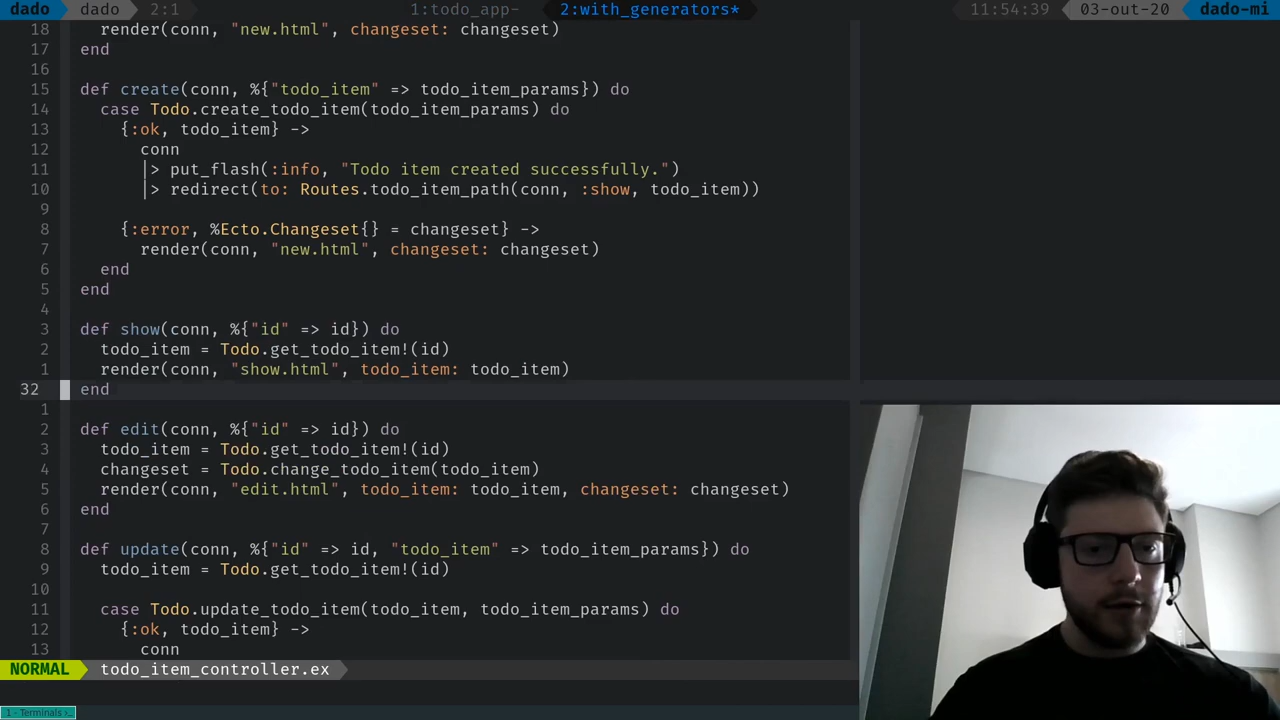 dado dado 2:1 1:todo_app- 2:with_generators* 11:54:39 03-out-20 dado-mi
18 render(conn, "new.html", changeset: changeset)
17 end
16
15 def create(conn, %{"todo_item" => todo_item_params}) do
14 case Todo.create_todo_item(todo_item_params) do
13 {:ok, todo_item} ->
12 conn
11 |> put_flash(:info, "Todo item created successfully.")
10 |> redirect(to: Routes.todo_item_path(conn, :show, todo_item))
9
8 {:error, %Ecto.Changeset{} = changeset} ->
7 render(conn, "new.html", changeset: changeset)
6 end
5 end
4
3 def show(conn, %{"id" => id}) do
2 todo_item = Todo.get_todo_item!(id)
1 render(conn, "show.html", todo_item: todo_item)
32 end
1
2 def edit(conn, %{"id" => id}) do
3 todo_item = Todo.get_todo_item!(id)
4 changeset = Todo.change_todo_item(todo_item)
5 render(conn, "edit.html", todo_item: todo_item, changeset: changeset)
6 end
7
8 def update(conn, %{"id" => id, "todo_item" => todo_item_params}) do
9 todo_item = Todo.get_todo_item!(id)
10
11 case Todo.update_todo_item(todo_item, todo_item_params) do
12 {:ok, todo_item} ->
13 conn
NORMAL todo_item_controller.ex
1 - Terminals